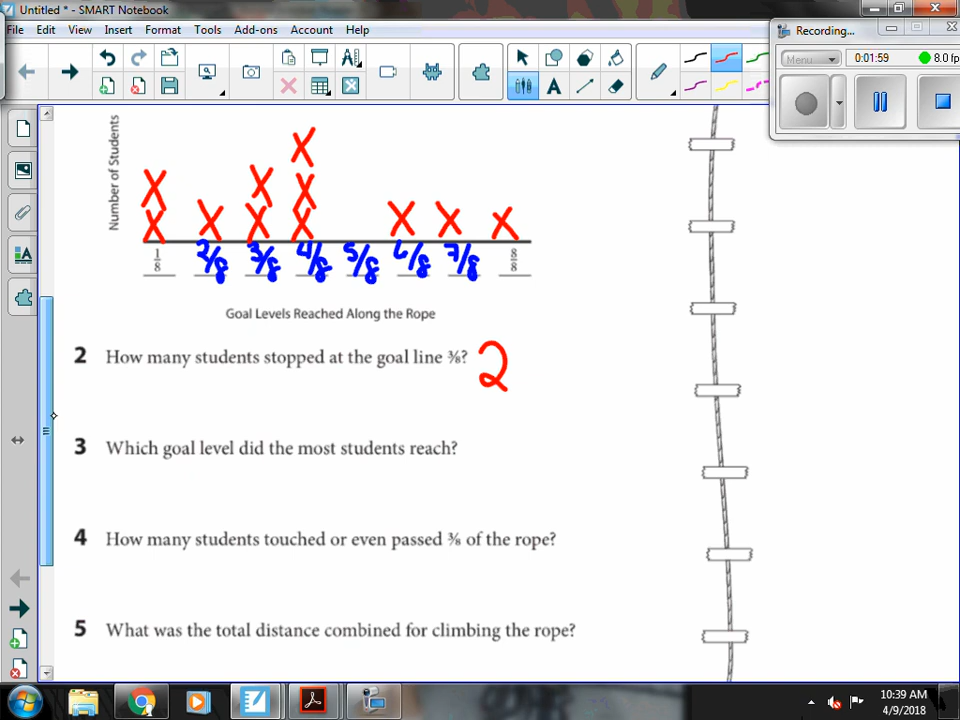 Untitled * - SMART Notebook
File Edit View Insert Format Tools Add-ons Account Help
Recording...
Menu 0:01:59 8.0 fp
Number of Students
X
X X X
X X X X X X X
1/8 2/8 3/8 4/8 5/8 6/8 7/8 8/8
Goal Levels Reached Along the Rope
2 How many students stopped at the goal line ⅜? 2
3 Which goal level did the most students reach?
4 How many students touched or even passed ⅜ of the rope?
5 What was the total distance combined for climbing the rope?
10:39 AM
4/9/2018